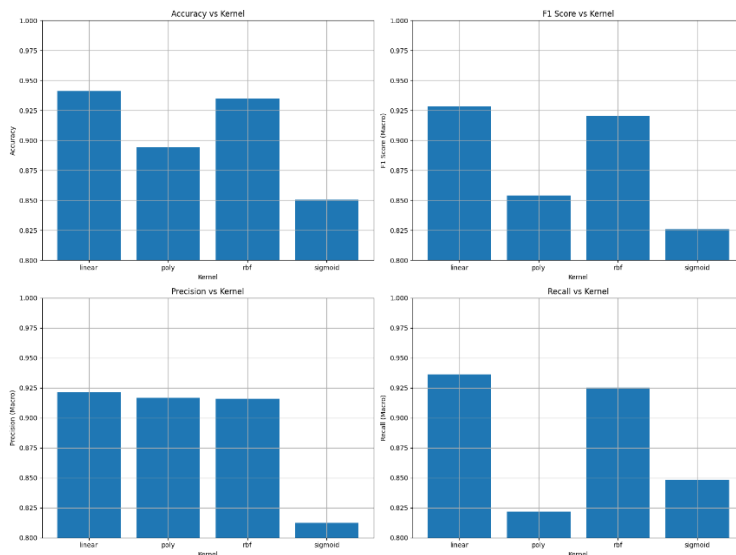 Accuracy vs Kernel
1.000
0.975
0.950
0.925
0.900
0.875
0.850
0.825
0.800
Accuracy
linear poly rbf sigmoid
Kernel
F1 Score vs Kernel
1.000
0.975
0.950
0.925
0.900
0.875
0.850
0.825
0.800
F1 Score (Macro)
linear poly rbf sigmoid
Kernel
Precision vs Kernel
1.000
0.975
0.950
0.925
0.900
0.875
0.850
0.825
0.800
Precision (Macro)
linear poly rbf sigmoid
Kernel
Recall vs Kernel
1.000
0.975
0.950
0.925
0.900
0.875
0.850
0.825
0.800
Recall (Macro)
linear poly rbf sigmoid
Kernel